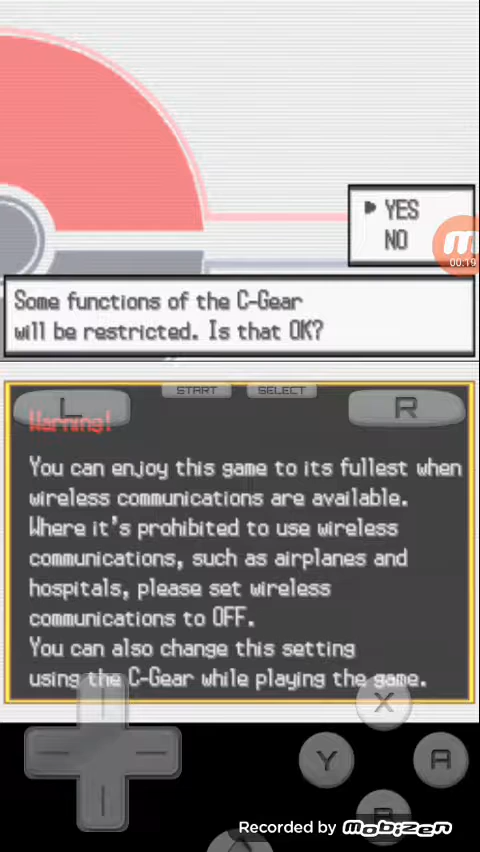 YES
NO
00:19
Some functions of the C-Gear
will be restricted. Is that OK?
START
SELECT
L
R
Warning!
You can enjoy this game to its fullest when
wireless communications are available.
Where it's prohibited to use wireless
communications, such as airplanes and
hospitals, please set wireless
communications to OFF.
You can also change this setting
using the C-Gear while playing the game.
X
Y
A
B
Recorded by mobizen